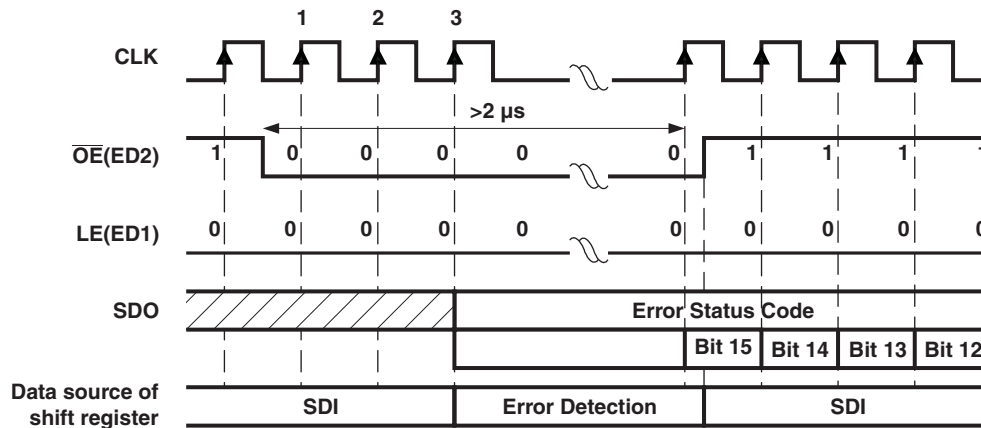 1 2 3
CLK
>2 µs
OE(ED2) 1 0 0 0 0 0 1 1 1
LE(ED1) 0 0 0 0 0 0 0 0 0 0
SDO Error Status Code
Bit 15 Bit 14 Bit 13 Bit 12
Data source of
shift register
SDI Error Detection SDI